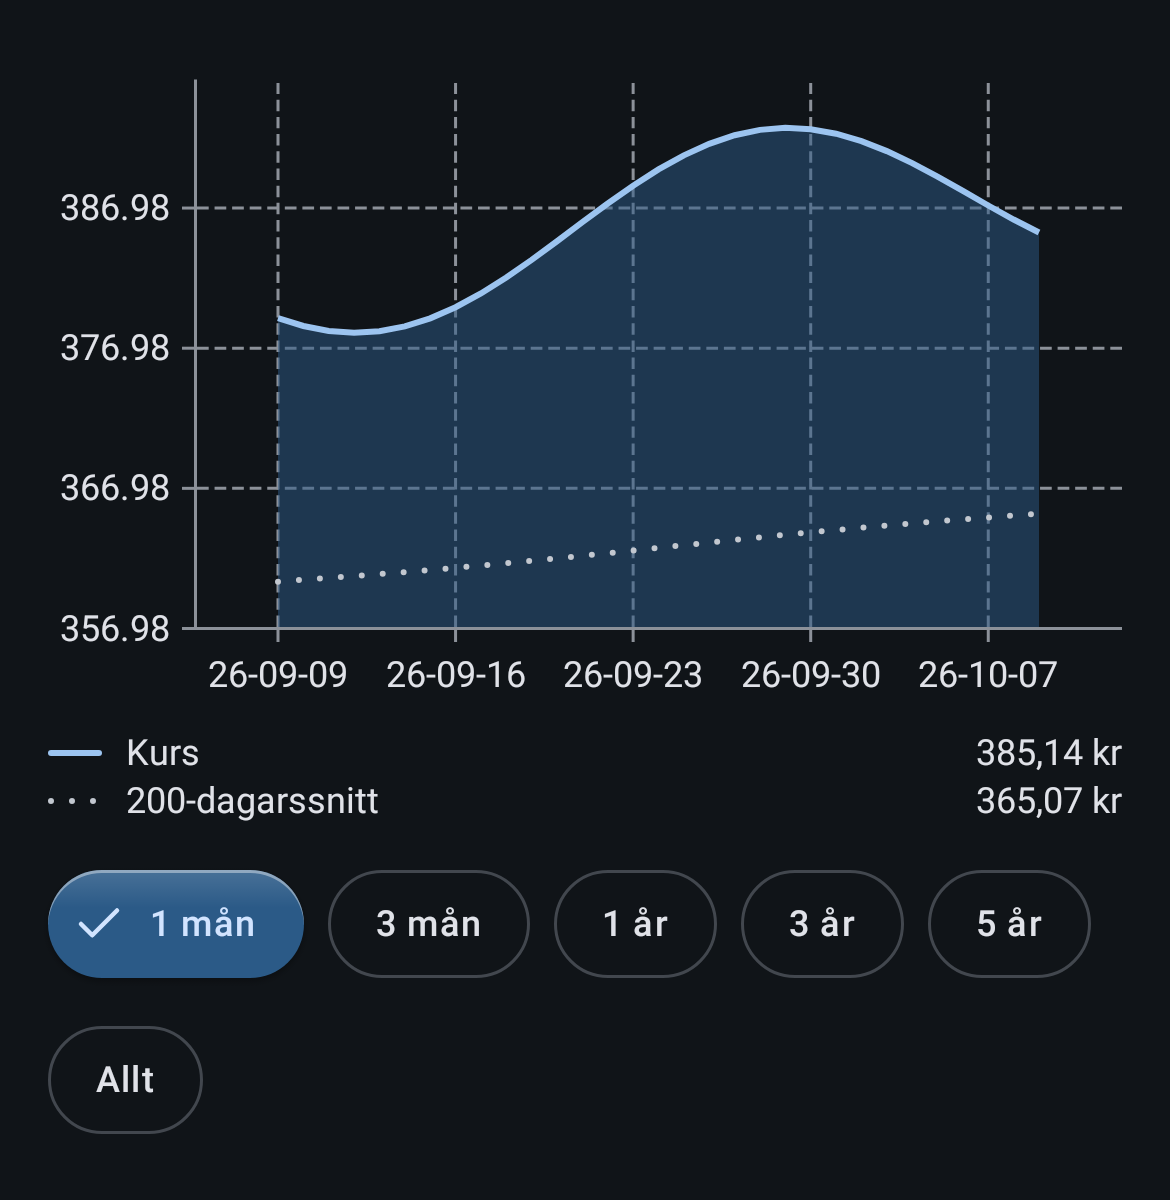 386.98
376.98
366.98
356.98
26-09-09 26-09-16 26-09-23 26-09-30 26-10-07
Kurs 385,14 kr
200-dagarssnitt 365,07 kr
1 mån 3 mån 1 år 3 år 5 år
Allt